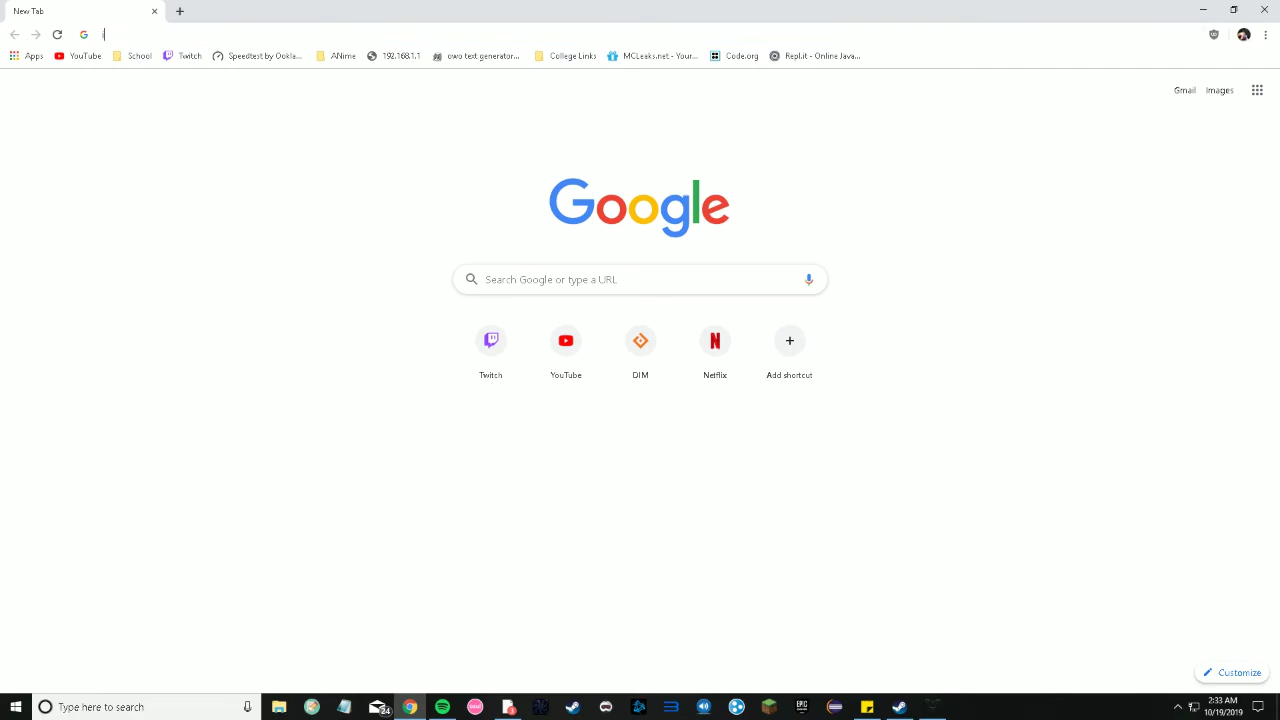 New Tab
Apps YouTube School Twitch Speedtest by Ookla... ANime 192.168.1.1 owo text generator... College Links MCLeaks.net - Your... Code.org Repl.it - Online Java...
Gmail Images
Google
Search Google or type a URL
Twitch YouTube DIM Netflix Add shortcut
Customize
Type here to search
24
EPIC
2:33 AM
10/19/2019